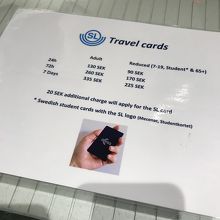 SL Travel cards
Adult Reduced (7-19, Student* & 65+)
24h 130 SEK 90 SEK
72h 260 SEK 170 SEK
7 Days 335 SEK 225 SEK
20 SEK additional charge will apply for the SL card
* Swedish student cards with the SL logo (Mecenat, Studentkortet)